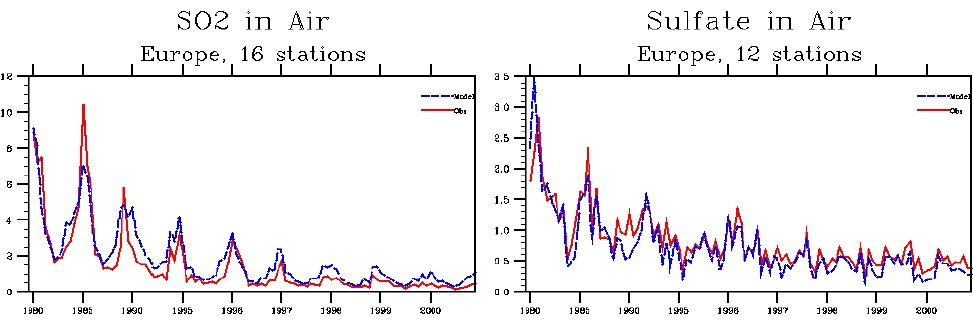 SO2 in Air
Europe, 16 stations
12
10
8
6
4
2
0
Model
Obs
1980 1985 1990 1995 1996 1997 1998 1999 2000
Sulfate in Air
Europe, 12 stations
3.5
3.0
2.5
2.0
1.5
1.0
0.5
0.0
Model
Obs
1980 1985 1990 1995 1996 1997 1998 1999 2000